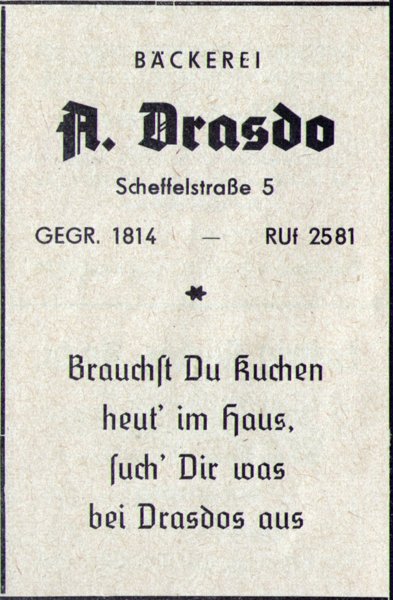 BÄCKEREI
A. Drasdo
Scheffelstraße 5
GEGR. 1814 — RUf 2581
*
Brauchſt Du Kuchen
heut' im Haus,
ſuch' Dir was
bei Drasdos aus